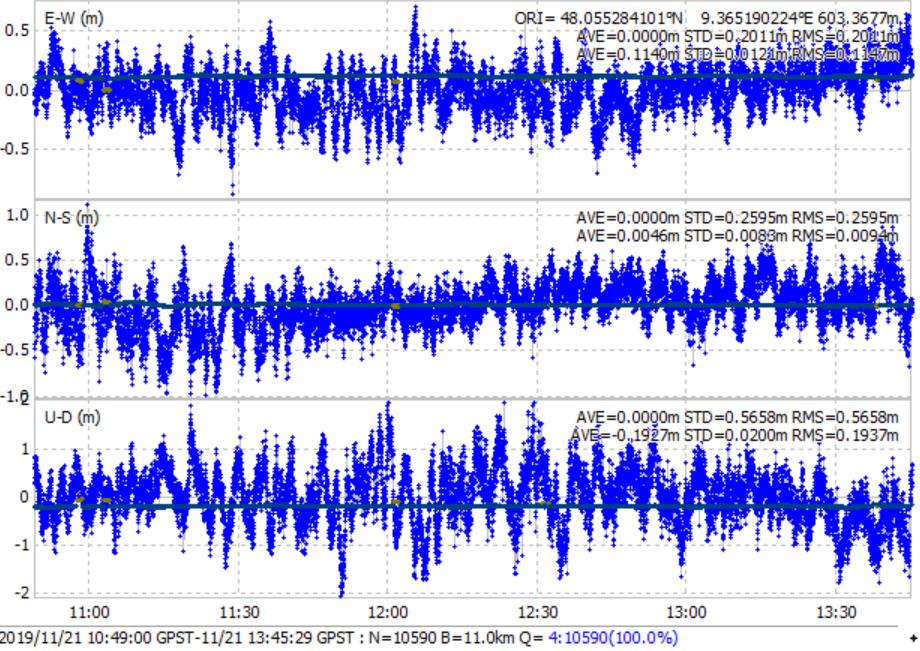 E-W (m)
ORI= 48.055284101°N 9.365190224°E 603.3677m
AVE=0.0000m STD=0.2011m RMS=0.2011m
AVE=0.1140m STD=0.0121m RMS=0.1147m
0.5
0.0
-0.5
N-S (m)
AVE=0.0000m STD=0.2595m RMS=0.2595m
AVE=0.0046m STD=0.0083m RMS=0.0094m
1.0
0.5
0.0
-0.5
-1.0
U-D (m)
AVE=0.0000m STD=0.5658m RMS=0.5658m
AVE=-0.1927m STD=0.0200m RMS=0.1937m
2
1
0
-1
-2
11:00 11:30 12:00 12:30 13:00 13:30
2019/11/21 10:49:00 GPST-11/21 13:45:29 GPST : N=10590 B=11.0km Q= 4:10590(100.0%)